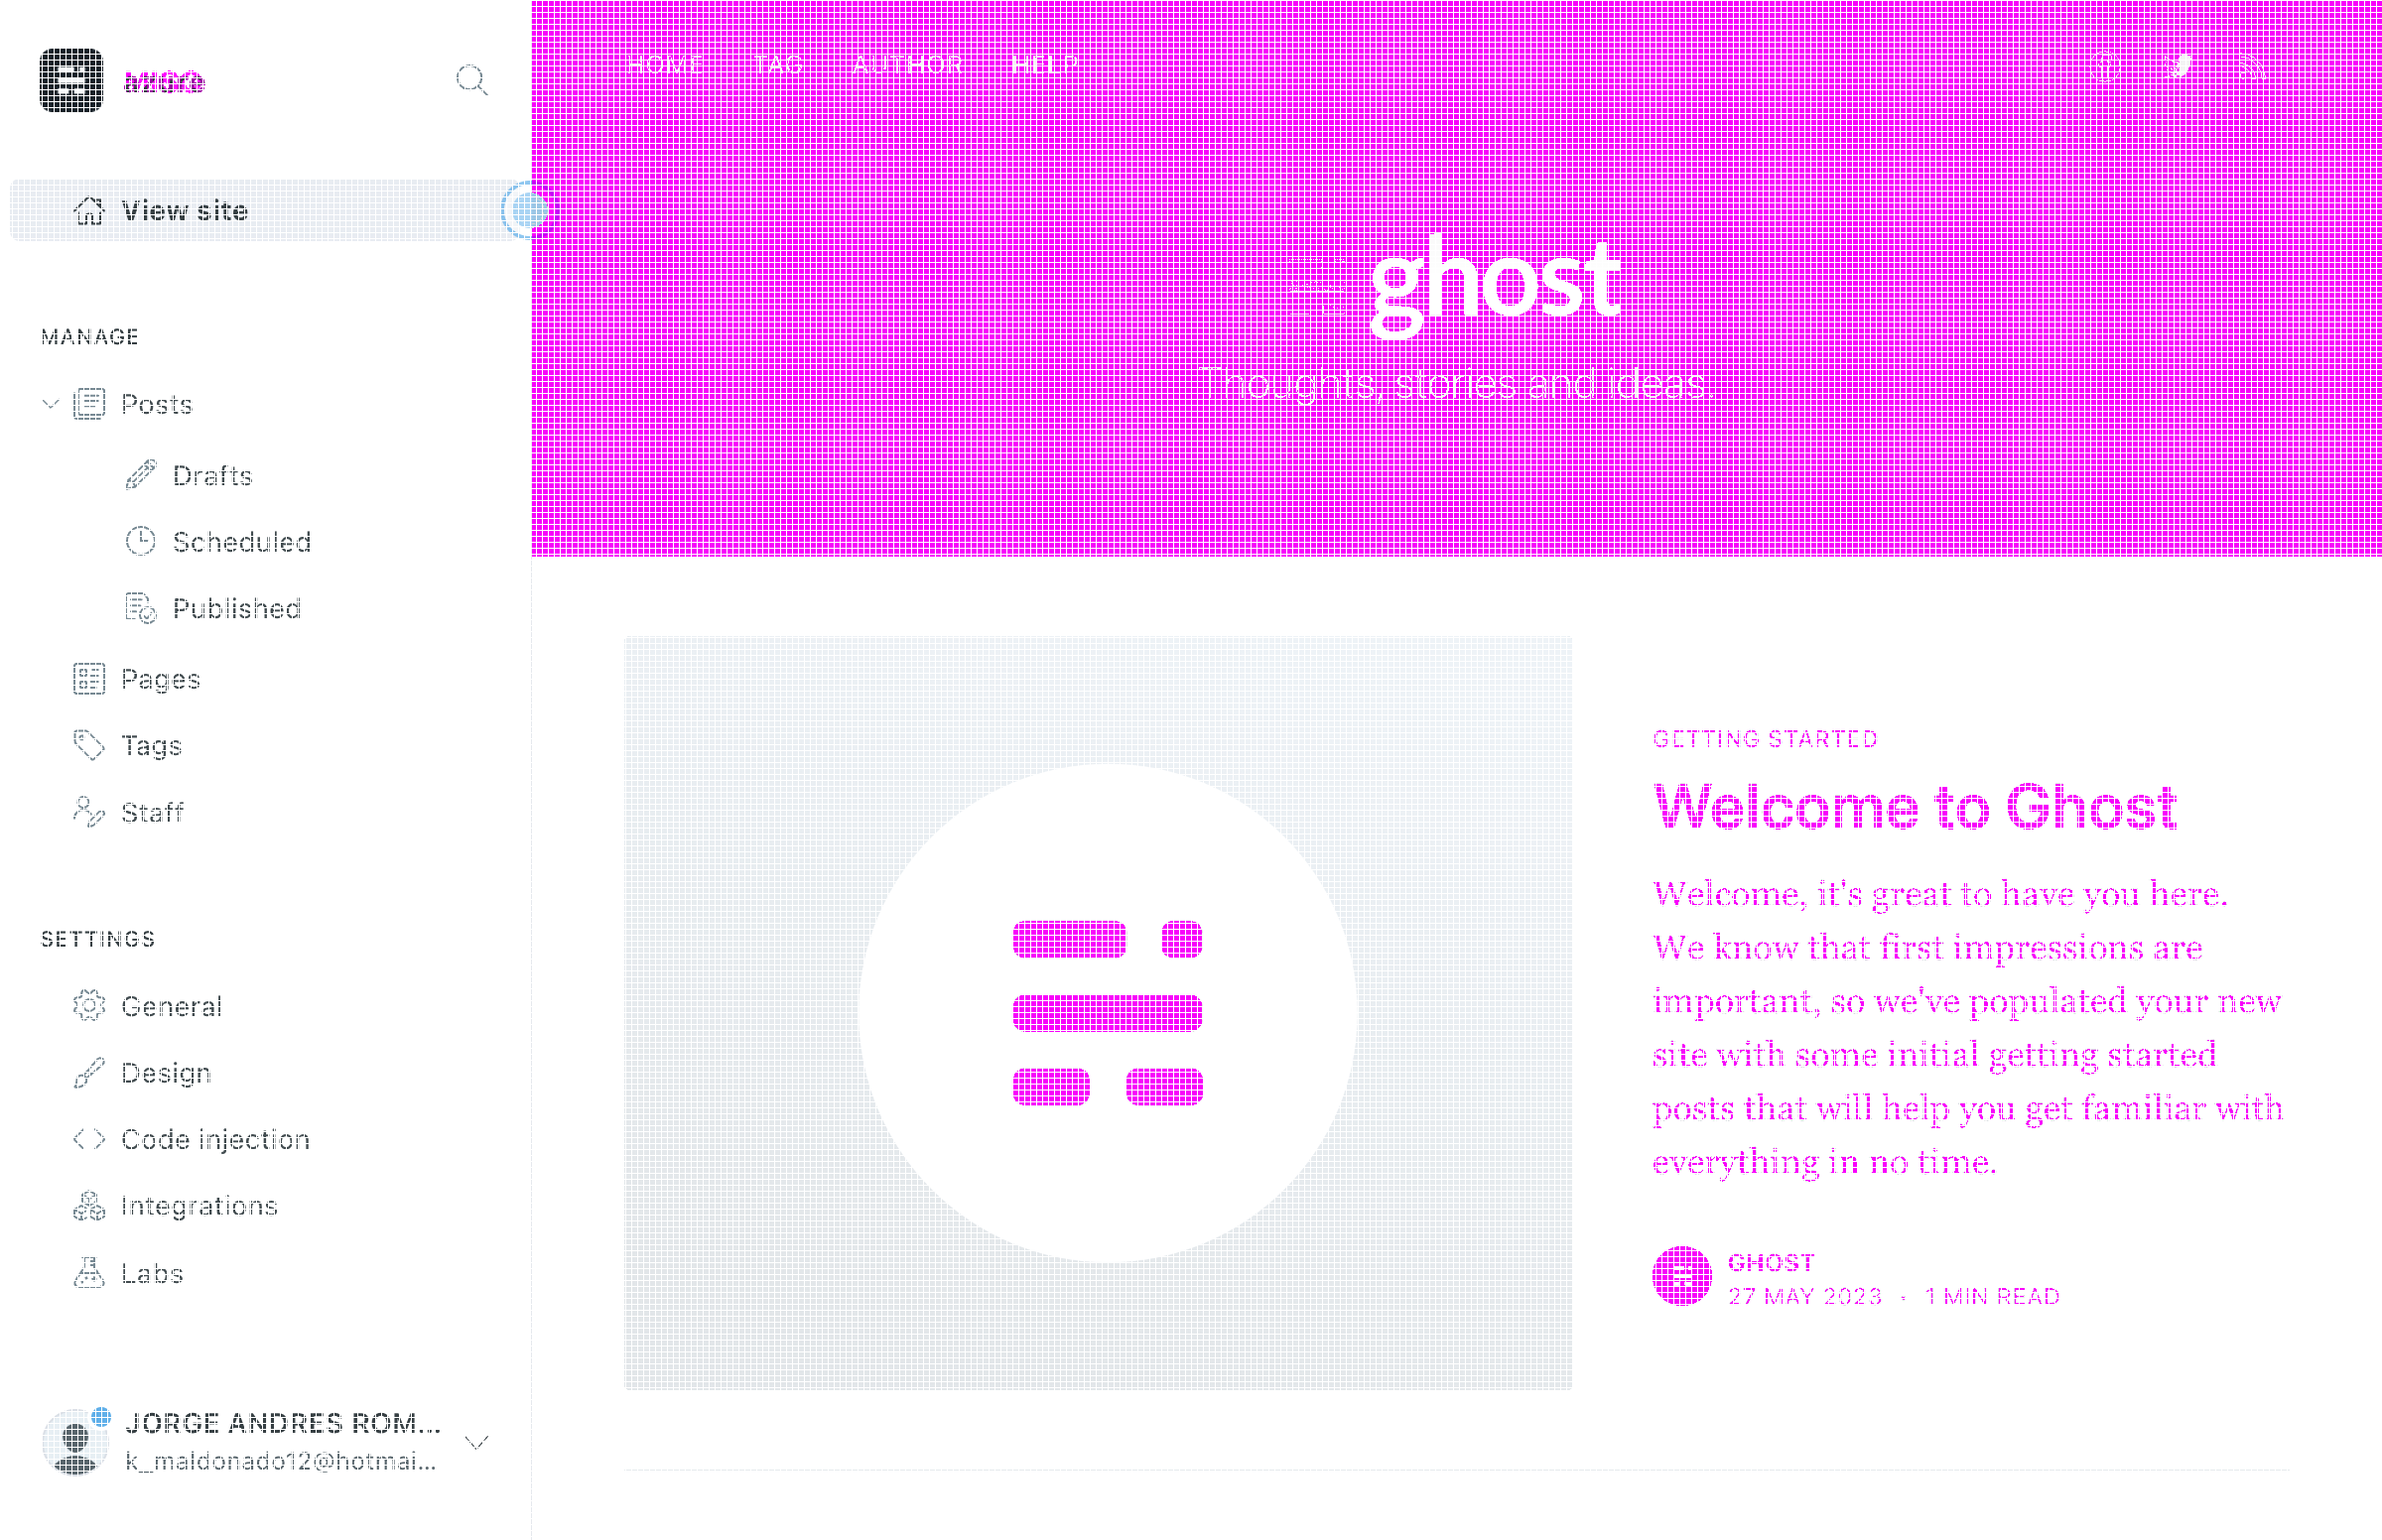 View site
MANAGE
Posts
Drafts
Scheduled
Published
Pages
Tags
Staff
SETTINGS
General
Design
Code injection
Integrations
Labs
JORGE ANDRES ROM...
k_maldonado12@hotmai...
HOME TAG AUTHOR HELP
ghost
Thoughts, stories and ideas.
GETTING STARTED
Welcome to Ghost
Welcome, it's great to have you here.
We know that first impressions are
important, so we've populated your new
site with some initial getting started
posts that will help you get familiar with
everything in no time.
GHOST
27 MAY 2023 • 1 MIN READ